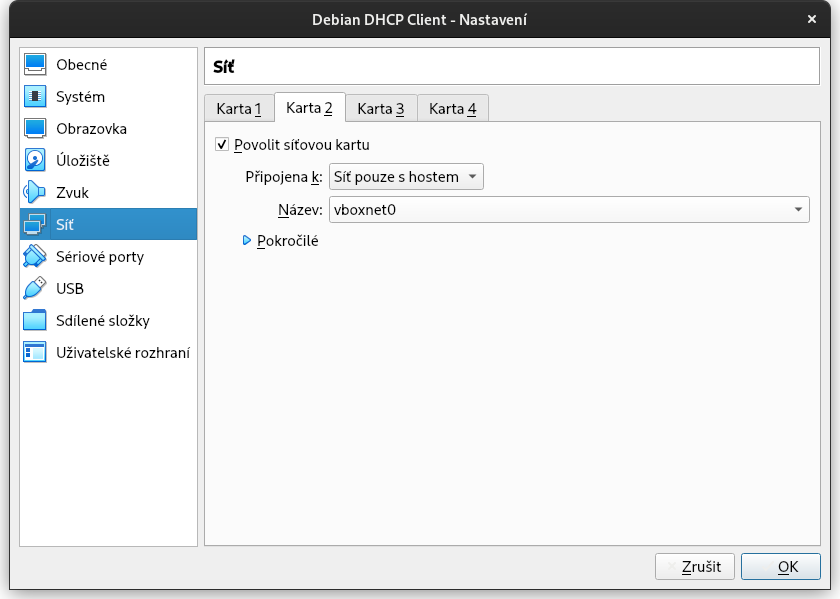 Debian DHCP Client - Nastavení
Obecné
Systém
Obrazovka
Úložiště
Zvuk
Síť
Sériové porty
USB
Sdílené složky
Uživatelské rozhraní
Síť
Karta 1
Karta 2
Karta 3
Karta 4
Povolit síťovou kartu
Připojena k: Síť pouze s hostem
Název: vboxnet0
Pokročilé
Zrušit
OK